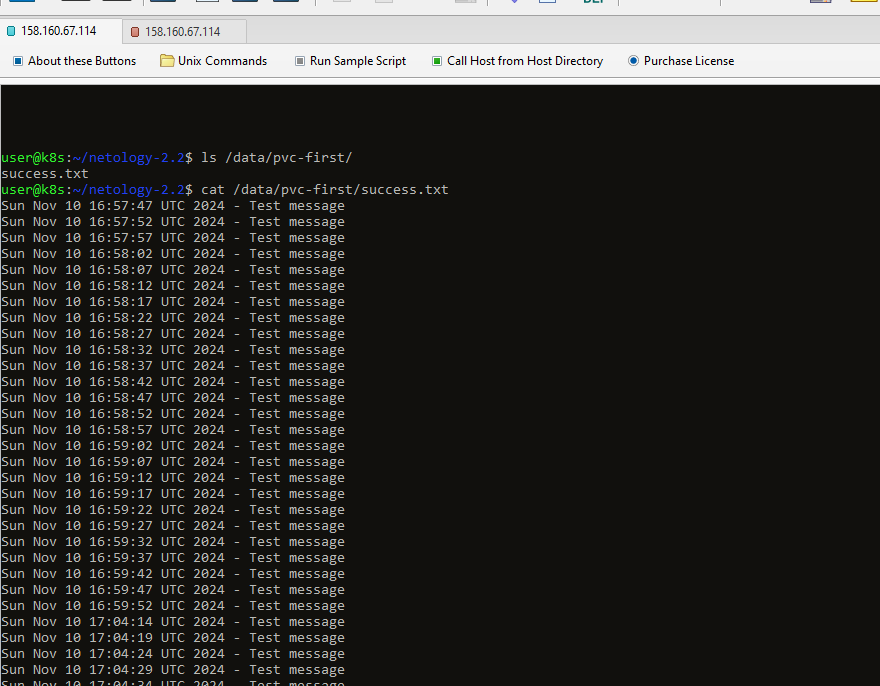 158.160.67.114 158.160.67.114
About these Buttons Unix Commands Run Sample Script Call Host from Host Directory Purchase License
user@k8s:~/netology-2.2$ ls /data/pvc-first/
success.txt
user@k8s:~/netology-2.2$ cat /data/pvc-first/success.txt
Sun Nov 10 16:57:47 UTC 2024 - Test message
Sun Nov 10 16:57:52 UTC 2024 - Test message
Sun Nov 10 16:57:57 UTC 2024 - Test message
Sun Nov 10 16:58:02 UTC 2024 - Test message
Sun Nov 10 16:58:07 UTC 2024 - Test message
Sun Nov 10 16:58:12 UTC 2024 - Test message
Sun Nov 10 16:58:17 UTC 2024 - Test message
Sun Nov 10 16:58:22 UTC 2024 - Test message
Sun Nov 10 16:58:27 UTC 2024 - Test message
Sun Nov 10 16:58:32 UTC 2024 - Test message
Sun Nov 10 16:58:37 UTC 2024 - Test message
Sun Nov 10 16:58:42 UTC 2024 - Test message
Sun Nov 10 16:58:47 UTC 2024 - Test message
Sun Nov 10 16:58:52 UTC 2024 - Test message
Sun Nov 10 16:58:57 UTC 2024 - Test message
Sun Nov 10 16:59:02 UTC 2024 - Test message
Sun Nov 10 16:59:07 UTC 2024 - Test message
Sun Nov 10 16:59:12 UTC 2024 - Test message
Sun Nov 10 16:59:17 UTC 2024 - Test message
Sun Nov 10 16:59:22 UTC 2024 - Test message
Sun Nov 10 16:59:27 UTC 2024 - Test message
Sun Nov 10 16:59:32 UTC 2024 - Test message
Sun Nov 10 16:59:37 UTC 2024 - Test message
Sun Nov 10 16:59:42 UTC 2024 - Test message
Sun Nov 10 16:59:47 UTC 2024 - Test message
Sun Nov 10 16:59:52 UTC 2024 - Test message
Sun Nov 10 17:04:14 UTC 2024 - Test message
Sun Nov 10 17:04:19 UTC 2024 - Test message
Sun Nov 10 17:04:24 UTC 2024 - Test message
Sun Nov 10 17:04:29 UTC 2024 - Test message
Sun Nov 10 17:04:34 UTC 2024 - Test message